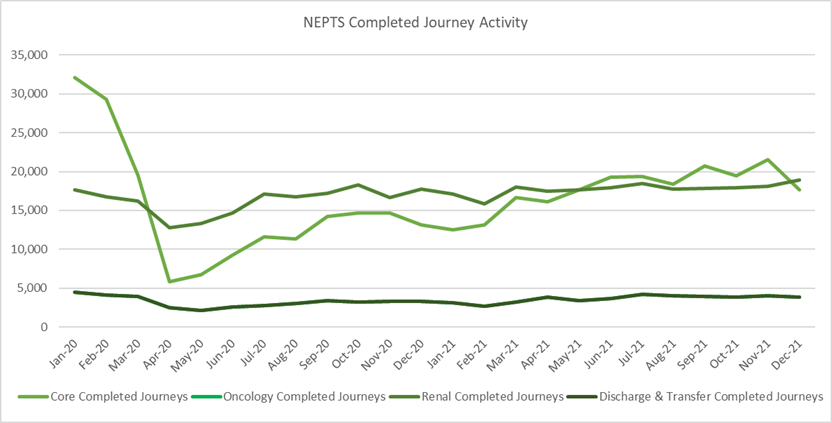 NEPTS Completed Journey Activity
35,000
30,000
25,000
20,000
15,000
10,000
5,000
0
Jan-20 Feb-20 Mar-20 Apr-20 May-20 Jun-20 Jul-20 Aug-20 Sep-20 Oct-20 Nov-20 Dec-20 Jan-21 Feb-21 Mar-21 Apr-21 May-21 Jun-21 Jul-21 Aug-21 Sep-21 Oct-21 Nov-21 Dec-21
Core Completed Journeys Oncology Completed Journeys Renal Completed Journeys Discharge & Transfer Completed Journeys